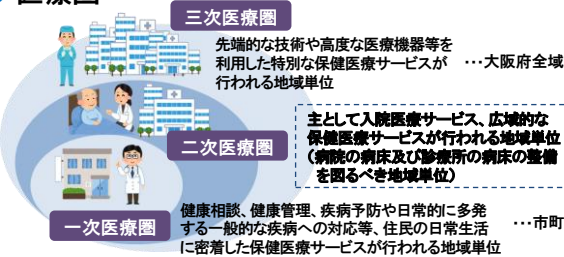 医療圏
三次医療圏
先端的な技術や高度な医療機器等を
利用した特別な保健医療サービスが
行われる地域単位
…大阪府全域
二次医療圏
主として入院医療サービス、広域的な
保健医療サービスが行われる地域単位
(病院の病床及び診療所の病床の整備
を図るべき地域単位)
一次医療圏
健康相談、健康管理、疾病予防や日常的に多発
する一般的な疾病への対応等、住民の日常生活
に密着した保健医療サービスが行われる地域単位
…市町